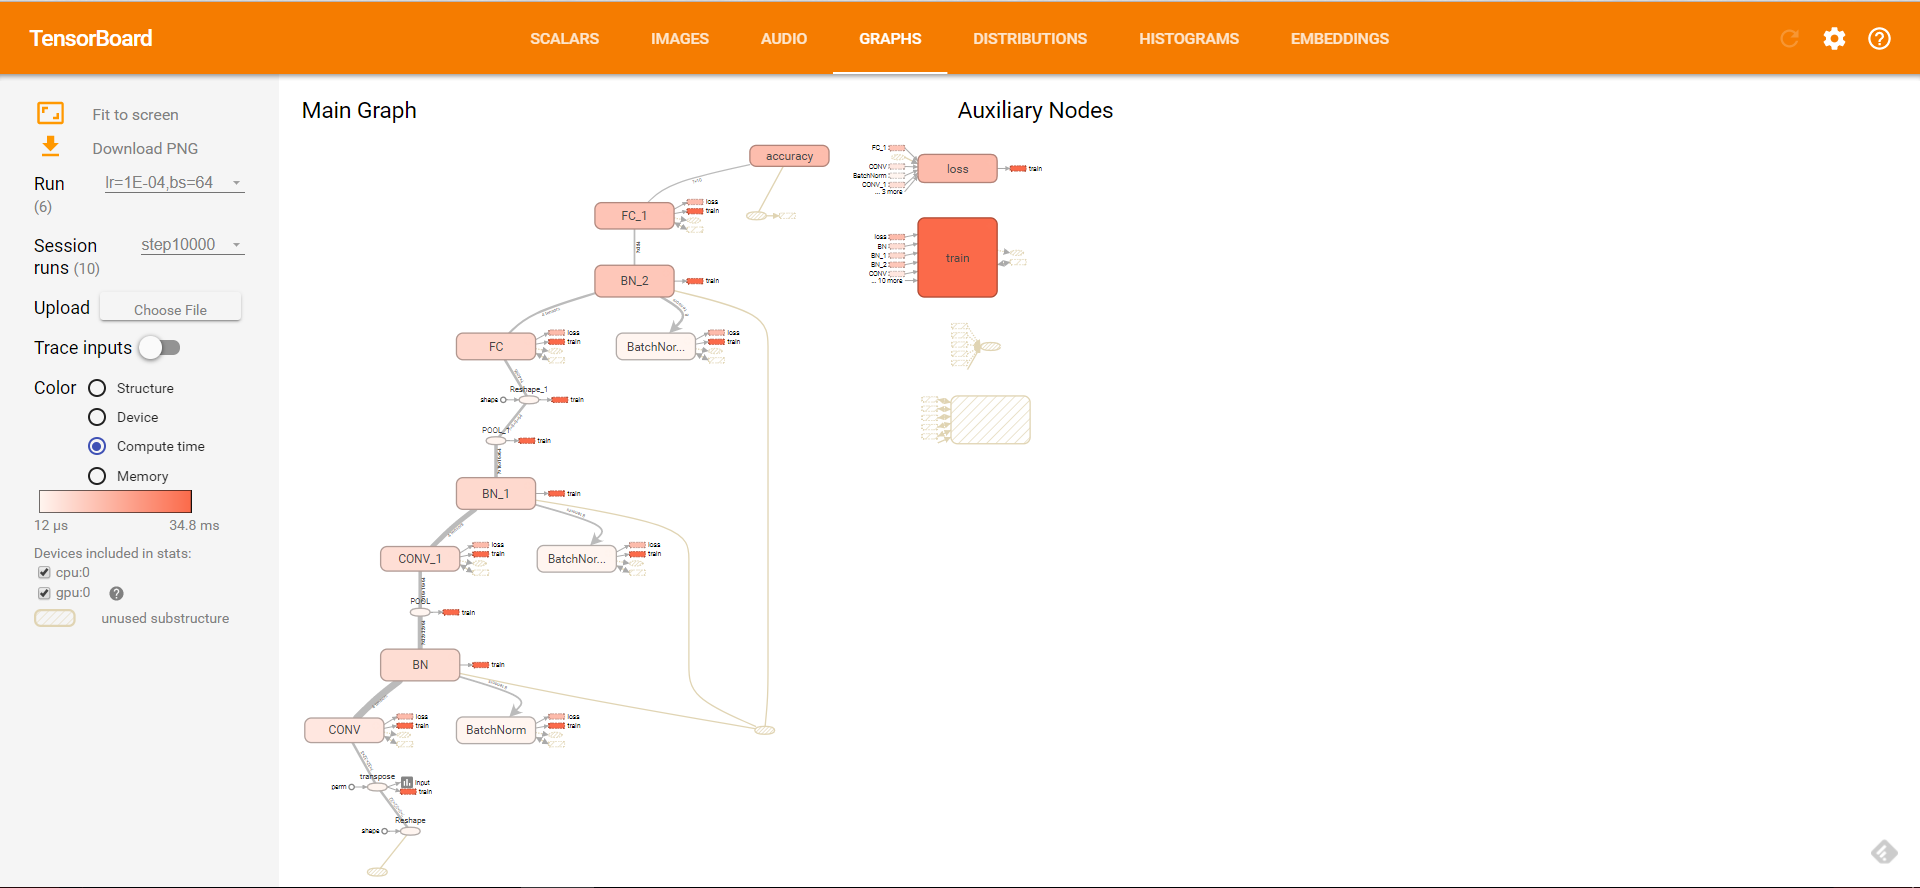 TensorBoard
SCALARS IMAGES AUDIO GRAPHS DISTRIBUTIONS HISTOGRAMS EMBEDDINGS
Fit to screen
Download PNG
Run
(6)
lr=1E-04,bs=64
Session
runs (10)
step10000
Upload
Choose File
Trace inputs
Color
Structure
Device
Compute time
Memory
12 µs 34.8 ms
Devices included in stats:
cpu:0
gpu:0
unused substructure
Main Graph
accuracy
FC_1
loss
train
BN_2
train
FC
loss
train
BatchNor...
loss
train
Reshape_1
shape
train
POOL_1
train
BN_1
train
CONV_1
loss
train
BatchNor...
loss
train
POOL
train
BN
train
CONV
loss
train
BatchNorm
loss
train
transpose
perm
input
train
Reshape
shape
Auxiliary Nodes
FC_1
CONV
BatchNorm
CONV_1
... 3 more
loss
train
loss
BN
BN_1
BN_2
CONV
... 10 more
train